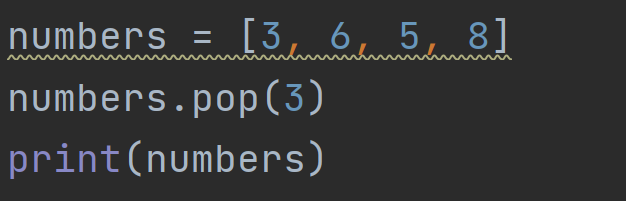 numbers = [3, 6, 5, 8]
numbers.pop(3)
print(numbers)